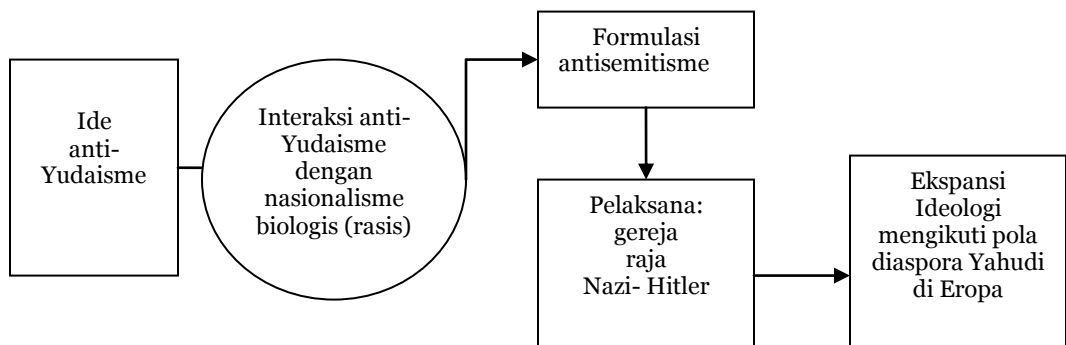 Ide
anti-
Yudaisme
Interaksi anti-
Yudaisme
dengan
nasionalisme
biologis (rasis)
Formulasi
antisemitisme
Pelaksana:
gereja
raja
Nazi- Hitler
Ekspansi
Ideologi
mengikuti pola
diaspora Yahudi
di Eropa